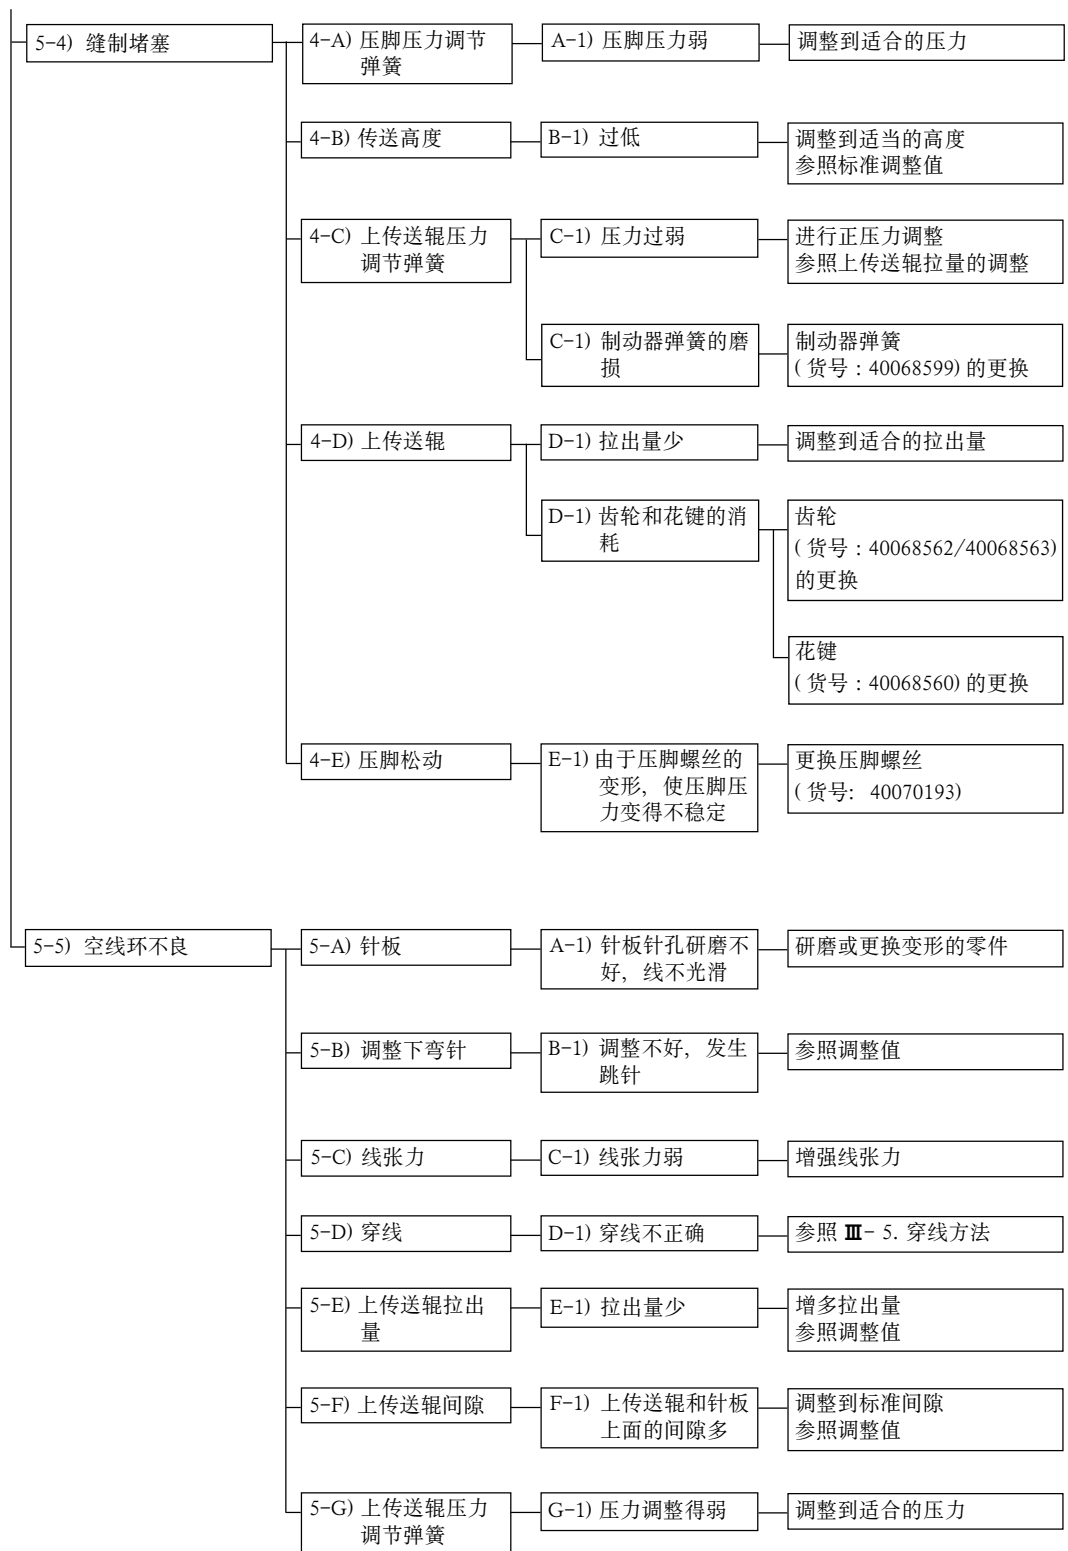 5-4) 缝制堵塞
4-A) 压脚压力调节
弹簧
A-1) 压脚压力弱
调整到适合的压力
4-B) 传送高度
B-1) 过低
调整到适当的高度
参照标准调整值
4-C) 上传送辊压力
调节弹簧
C-1) 压力过弱
进行正压力调整
参照上传送辊拉量的调整
C-1) 制动器弹簧的磨
损
制动器弹簧
( 货号 : 40068599) 的更换
4-D) 上传送辊
D-1) 拉出量少
调整到适合的拉出量
D-1) 齿轮和花键的消
耗
齿轮
( 货号 : 40068562/40068563)
的更换
花键
( 货号 : 40068560) 的更换
4-E) 压脚松动
E-1) 由于压脚螺丝的
变形，使压脚压
力变得不稳定
更换压脚螺丝
( 货号: 40070193)
5-5) 空线环不良
5-A) 针板
A-1) 针板针孔研磨不
好，线不光滑
研磨或更换变形的零件
5-B) 调整下弯针
B-1) 调整不好，发生
跳针
参照调整值
5-C) 线张力
C-1) 线张力弱
增强线张力
5-D) 穿线
D-1) 穿线不正确
参照 Ⅲ- 5. 穿线方法
5-E) 上传送辊拉出
量
E-1) 拉出量少
增多拉出量
参照调整值
5-F) 上传送辊间隙
F-1) 上传送辊和针板
上面的间隙多
调整到标准间隙
参照调整值
5-G) 上传送辊压力
调节弹簧
G-1) 压力调整得弱
调整到适合的压力